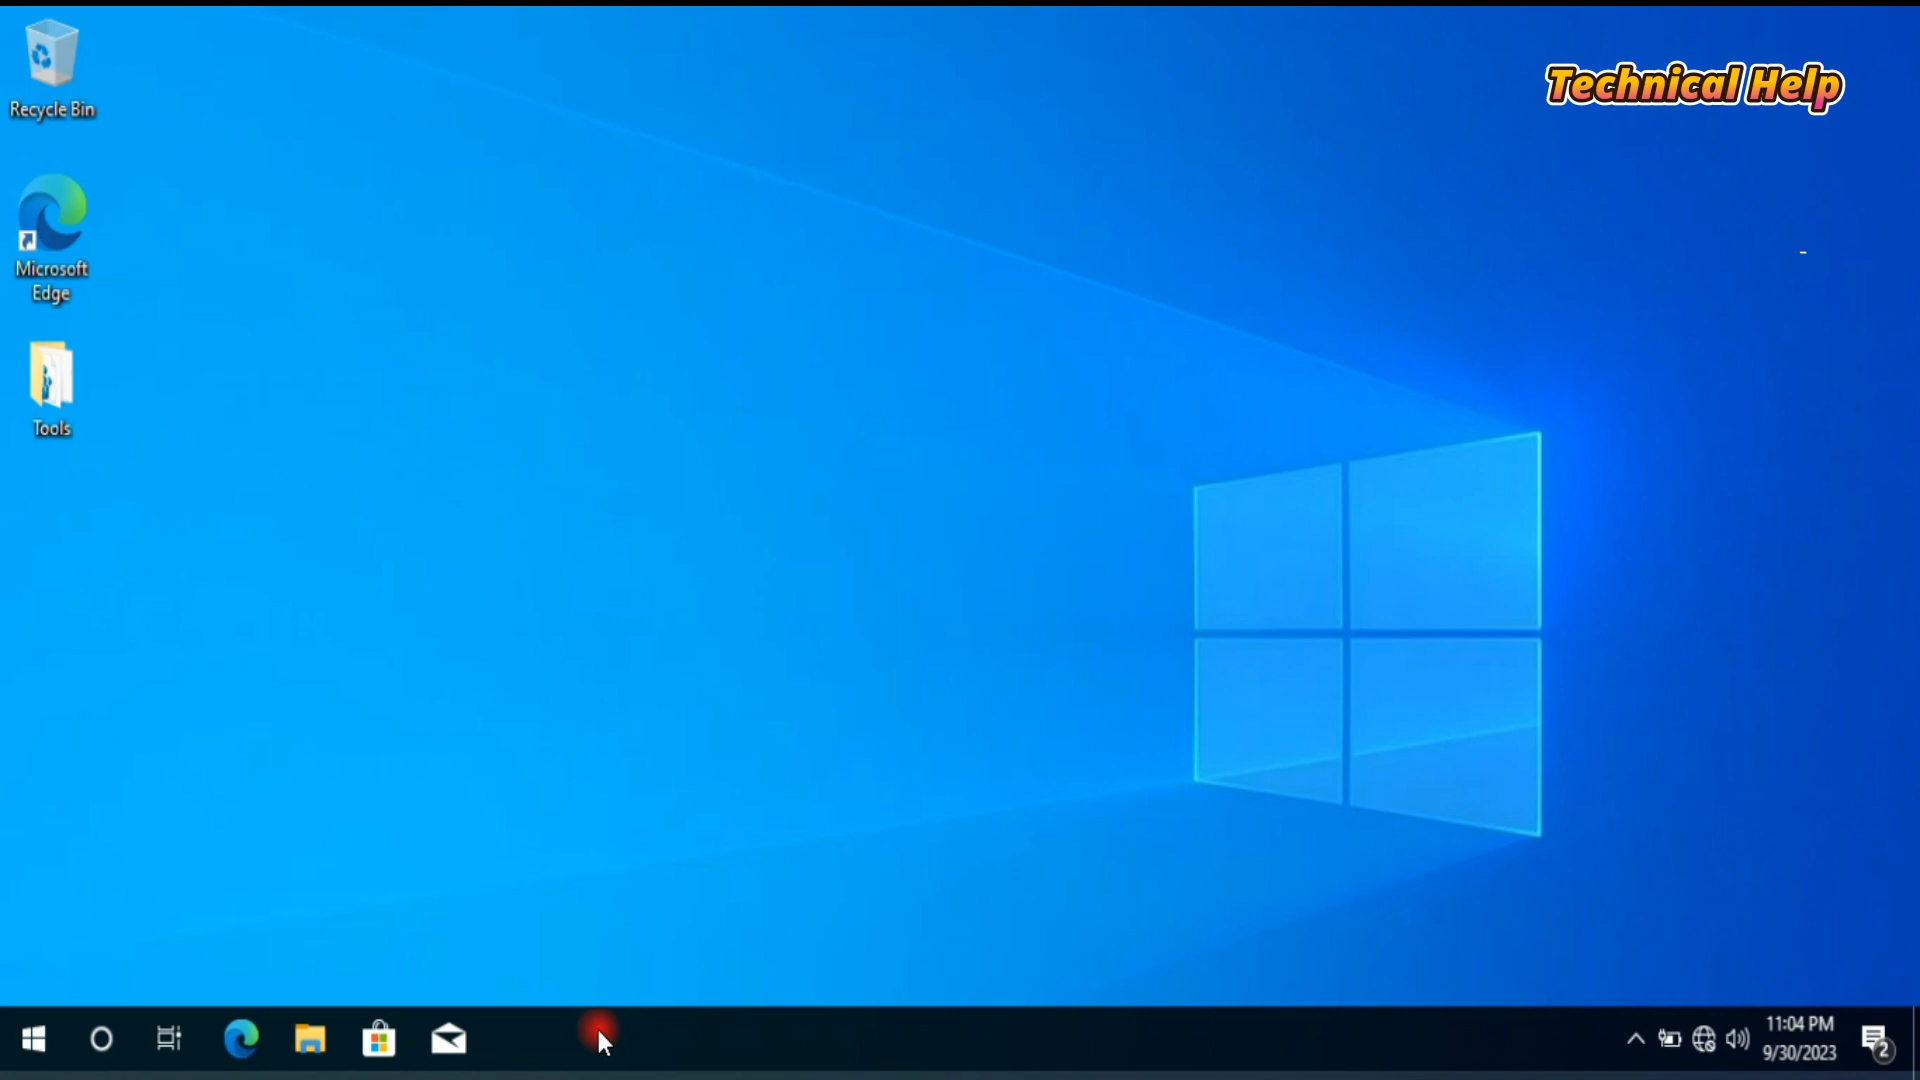 Recycle Bin
Technical Help
Microsoft
Edge
Tools
11:04 PM
9/30/2023
2